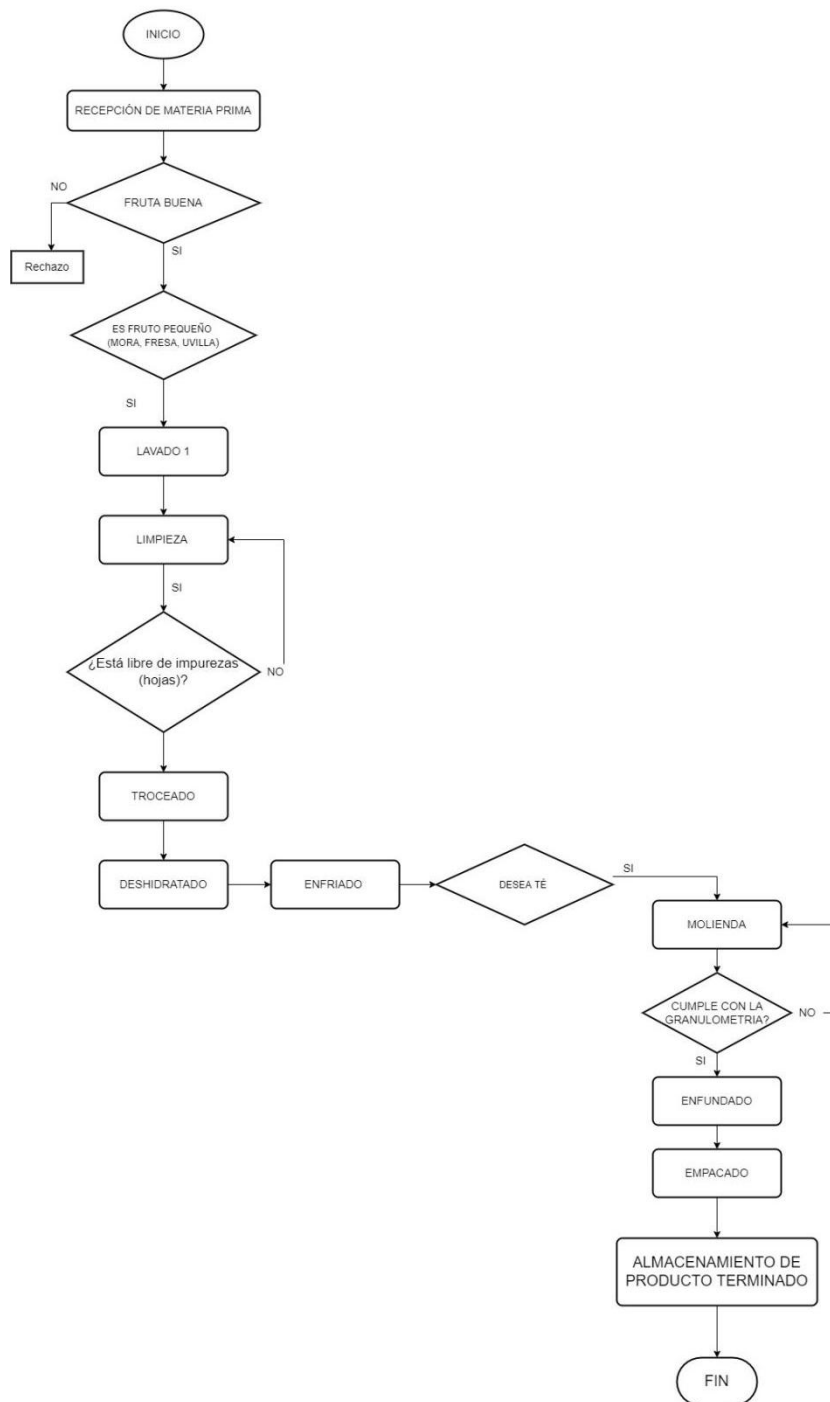 INICIO
RECEPCIÓN DE MATERIA PRIMA
NO
FRUTA BUENA
Rechazo
SI
ES FRUTO PEQUEÑO
(MORA, FRESA, UVILLA)
SI
LAVADO 1
LIMPIEZA
SI
¿Está libre de impurezas
(hojas)?
NO
TROCEADO
DESHIDRATADO
ENFRIADO
DESEA TÉ
SI
MOLIENDA
CUMPLE CON LA
GRANULOMETRIA?
NO
SI
ENFUNDADO
EMPACADO
ALMACENAMIENTO DE
PRODUCTO TERMINADO
FIN